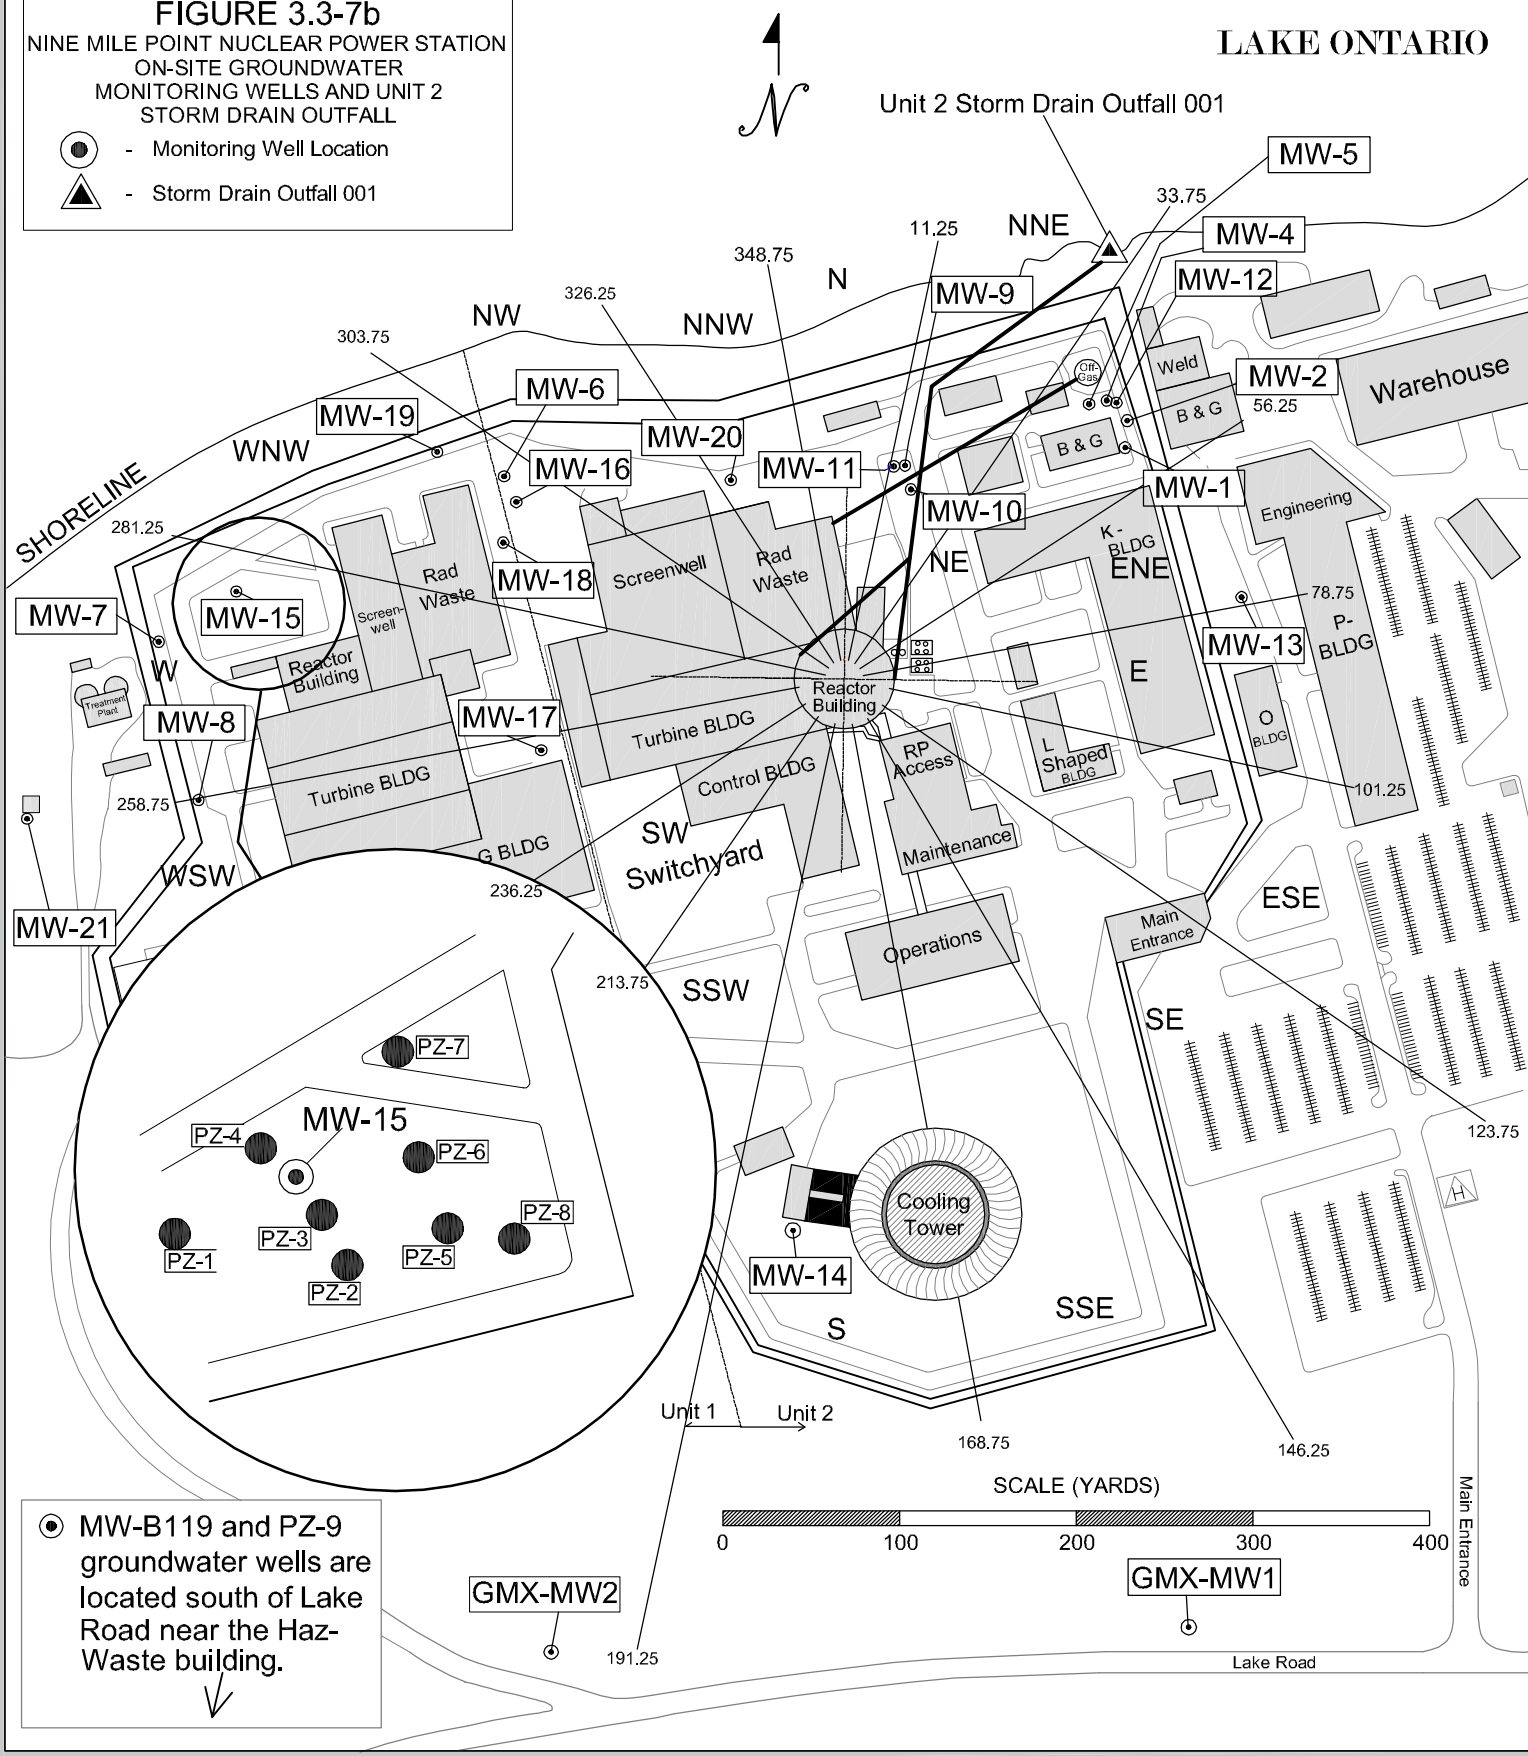 FIGURE 3.3-7b
NINE MILE POINT NUCLEAR POWER STATION
ON-SITE GROUNDWATER
MONITORING WELLS AND UNIT 2
STORM DRAIN OUTFALL
- Monitoring Well Location
- Storm Drain Outfall 001
N
LAKE ONTARIO
Unit 2 Storm Drain Outfall 001
MW-5
33.75
11.25
NNE
MW-4
348.75
N
MW-12
MW-9
326.25
NW
NNW
303.75
Off-
Gas
Weld
MW-2
Warehouse
MW-6
56.25
MW-19
B & G
MW-20
B & G
WNW
MW-16
MW-11
MW-1
SHORELINE
MW-10
Engineering
281.25
K-
BLDG
NE
ENE
Rad
Waste
Screenwell
Rad
Waste
MW-18
78.75
MW-7
MW-15
Screen-
well
P-
BLDG
MW-13
W
Reactor
Building
E
Treatment
Plant
Reactor
Building
MW-8
MW-17
Turbine BLDG
O
BLDG
RP
Access
L
Shaped
BLDG
Turbine BLDG
Control BLDG
258.75
101.25
SW
Switchyard
G BLDG
Maintenance
WSW
236.25
ESE
MW-21
Main
Entrance
Operations
213.75
SSW
SE
PZ-7
MW-15
PZ-4
PZ-6
PZ-8
PZ-3
PZ-5
PZ-1
PZ-2
123.75
H
Cooling
Tower
MW-14
SSE
S
Unit 1
Unit 2
168.75
146.25
SCALE (YARDS)
0 100 200 300 400
Main Entrance
MW-B119 and PZ-9
groundwater wells are
located south of Lake
Road near the Haz-
Waste building.
GMX-MW2
GMX-MW1
191.25
Lake Road